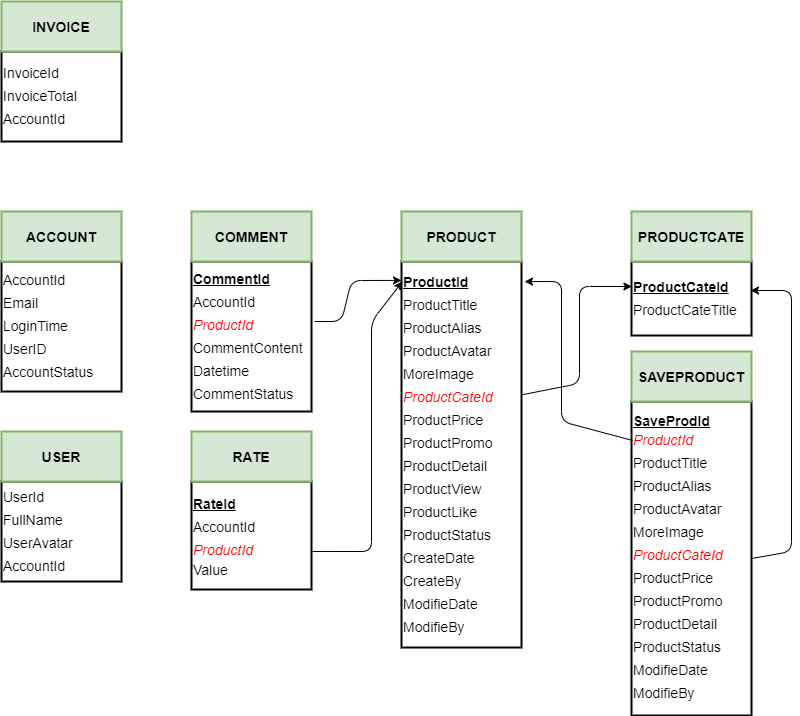 INVOICE
InvoiceId
InvoiceTotal
AccountId
ACCOUNT
AccountId
Email
LoginTime
UserID
AccountStatus
USER
UserId
FullName
UserAvatar
AccountId
COMMENT
CommentId
AccountId
ProductId
CommentContent
Datetime
CommentStatus
RATE
RateId
AccountId
ProductId
Value
PRODUCT
ProductId
ProductTitle
ProductAlias
ProductAvatar
MoreImage
ProductCateId
ProductPrice
ProductPromo
ProductDetail
ProductView
ProductLike
ProductStatus
CreateDate
CreateBy
ModifieDate
ModifieBy
PRODUCTCATE
ProductCateId
ProductCateTitle
SAVEPRODUCT
SaveProdId
ProductId
ProductTitle
ProductAlias
ProductAvatar
MoreImage
ProductCateId
ProductPrice
ProductPromo
ProductDetail
ProductStatus
ModifieDate
ModifieBy